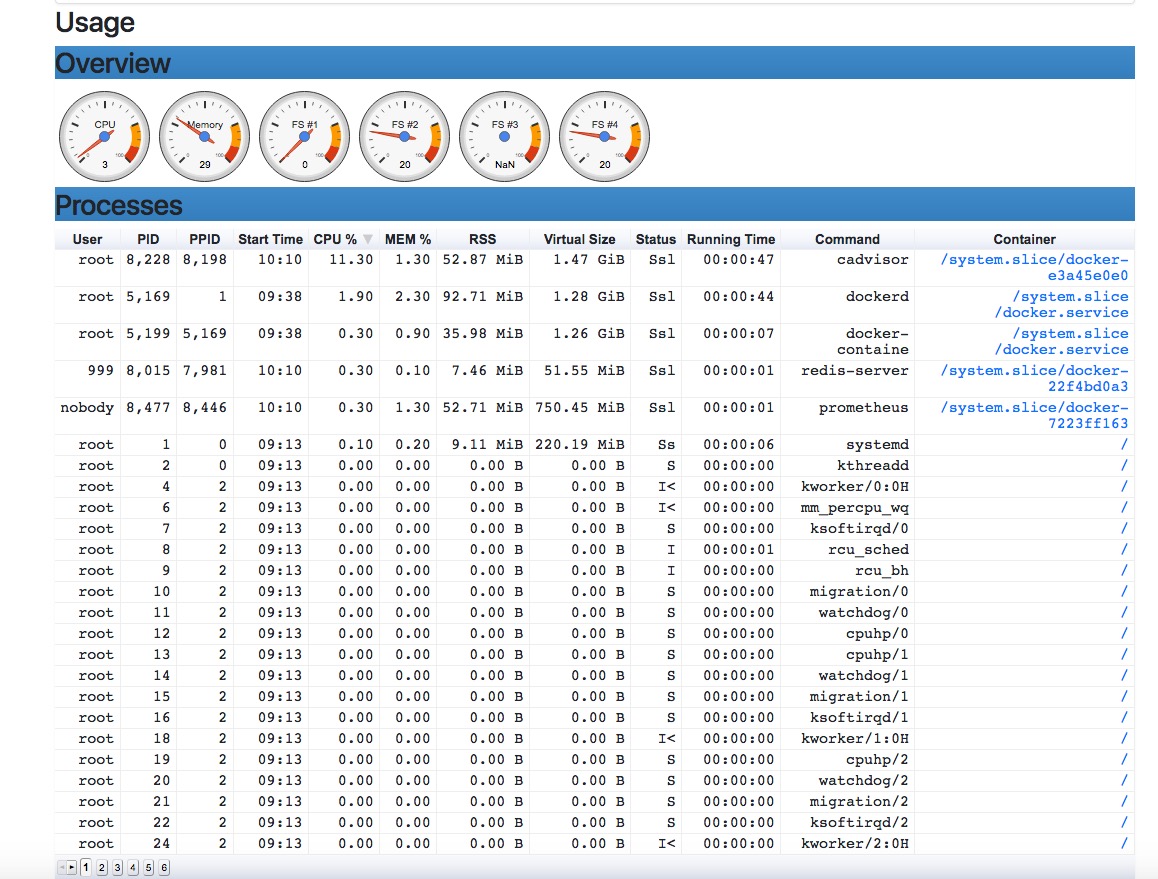 Usage
Overview
CPU Memory FS #1 FS #2 FS #3 FS #4
0 100 100 0 100 0 100 0 100 0 100
3 29 0 20 NaN 20
Processes
User PID PPID Start Time CPU % ▼ MEM % RSS Virtual Size Status Running Time Command Container
root 8,228 8,198 10:10 11.30 1.30 52.87 MiB 1.47 GiB Ssl 00:00:47 cadvisor /system.slice/docker-
e3a45e0e0
root 5,169 1 09:38 1.90 2.30 92.71 MiB 1.28 GiB Ssl 00:00:44 dockerd /system.slice
/docker.service
root 5,199 5,169 09:38 0.30 0.90 35.98 MiB 1.26 GiB Ssl 00:00:07 docker- /system.slice
containe /docker.service
999 8,015 7,981 10:10 0.30 0.10 7.46 MiB 51.55 MiB Ssl 00:00:01 redis-server /system.slice/docker-
22f4bd0a3
nobody 8,477 8,446 10:10 0.30 1.30 52.71 MiB 750.45 MiB Ssl 00:00:01 prometheus /system.slice/docker-
7223ff163
root 1 0 09:13 0.10 0.20 9.11 MiB 220.19 MiB Ss 00:00:06 systemd /
root 2 0 09:13 0.00 0.00 0.00 B 0.00 B S 00:00:00 kthreadd /
root 4 2 09:13 0.00 0.00 0.00 B 0.00 B I< 00:00:00 kworker/0:0H /
root 6 2 09:13 0.00 0.00 0.00 B 0.00 B I< 00:00:00 mm_percpu_wq /
root 7 2 09:13 0.00 0.00 0.00 B 0.00 B S 00:00:00 ksoftirqd/0 /
root 8 2 09:13 0.00 0.00 0.00 B 0.00 B I 00:00:01 rcu_sched /
root 9 2 09:13 0.00 0.00 0.00 B 0.00 B I 00:00:00 rcu_bh /
root 10 2 09:13 0.00 0.00 0.00 B 0.00 B S 00:00:00 migration/0 /
root 11 2 09:13 0.00 0.00 0.00 B 0.00 B S 00:00:00 watchdog/0 /
root 12 2 09:13 0.00 0.00 0.00 B 0.00 B S 00:00:00 cpuhp/0 /
root 13 2 09:13 0.00 0.00 0.00 B 0.00 B S 00:00:00 cpuhp/1 /
root 14 2 09:13 0.00 0.00 0.00 B 0.00 B S 00:00:00 watchdog/1 /
root 15 2 09:13 0.00 0.00 0.00 B 0.00 B S 00:00:00 migration/1 /
root 16 2 09:13 0.00 0.00 0.00 B 0.00 B S 00:00:00 ksoftirqd/1 /
root 18 2 09:13 0.00 0.00 0.00 B 0.00 B I< 00:00:00 kworker/1:0H /
root 19 2 09:13 0.00 0.00 0.00 B 0.00 B S 00:00:00 cpuhp/2 /
root 20 2 09:13 0.00 0.00 0.00 B 0.00 B S 00:00:00 watchdog/2 /
root 21 2 09:13 0.00 0.00 0.00 B 0.00 B S 00:00:00 migration/2 /
root 22 2 09:13 0.00 0.00 0.00 B 0.00 B S 00:00:00 ksoftirqd/2 /
root 24 2 09:13 0.00 0.00 0.00 B 0.00 B I< 00:00:00 kworker/2:0H /
1 2 3 4 5 6